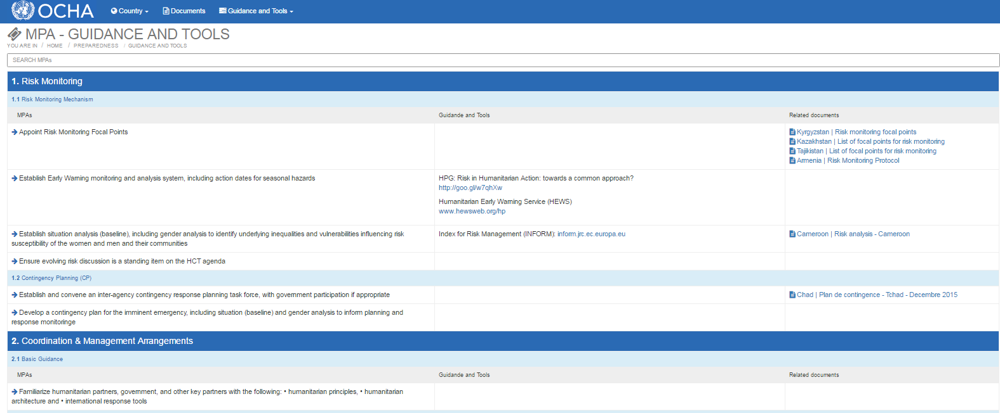 OCHA
Country
Documents
Guidance and Tools
MPA - GUIDANCE AND TOOLS
YOU ARE IN / HOME / PREPAREDNESS / GUIDANCE AND TOOLS
SEARCH MPAs
1. Risk Monitoring
1.1 Risk Monitoring Mechanism
MPAs
Guidande and Tools
Related documents
Appoint Risk Monitoring Focal Points
Kyrgyzstan | Risk monitoring focal points
Kazakhstan | List of focal points for risk monitoring
Tajikistan | List of focal points for risk monitoring
Armenia | Risk Monitoring Protocol
Establish Early Warning monitoring and analysis system, including action dates for seasonal hazards
HPG: Risk in Humanitarian Action: towards a common approach?
http://goo.gl/w7qhXw
Humanitarian Early Warning Service (HEWS)
www.hewsweb.org/hp
Establish situation analysis (baseline), including gender analysis to identify underlying inequalities and vulnerabilities influencing risk
susceptibility of the women and men and their communities
Index for Risk Management (INFORM): inform.jrc.ec.europa.eu
Cameroon | Risk analysis - Cameroon
Ensure evolving risk discussion is a standing item on the HCT agenda
1.2 Contingency Planning (CP)
Establish and convene an inter-agency contingency response planning task force, with government participation if appropriate
Chad | Plan de contingence - Tchad - Decembre 2015
Develop a contingency plan for the imminent emergency, including situation (baseline) and gender analysis to inform planning and
response monitoringe
2. Coordination & Management Arrangements
2.1 Basic Guidance
MPAs
Guidande and Tools
Related documents
Familiarize humanitarian partners, government, and other key partners with the following: • humanitarian principles, • humanitarian
architecture and • international response tools